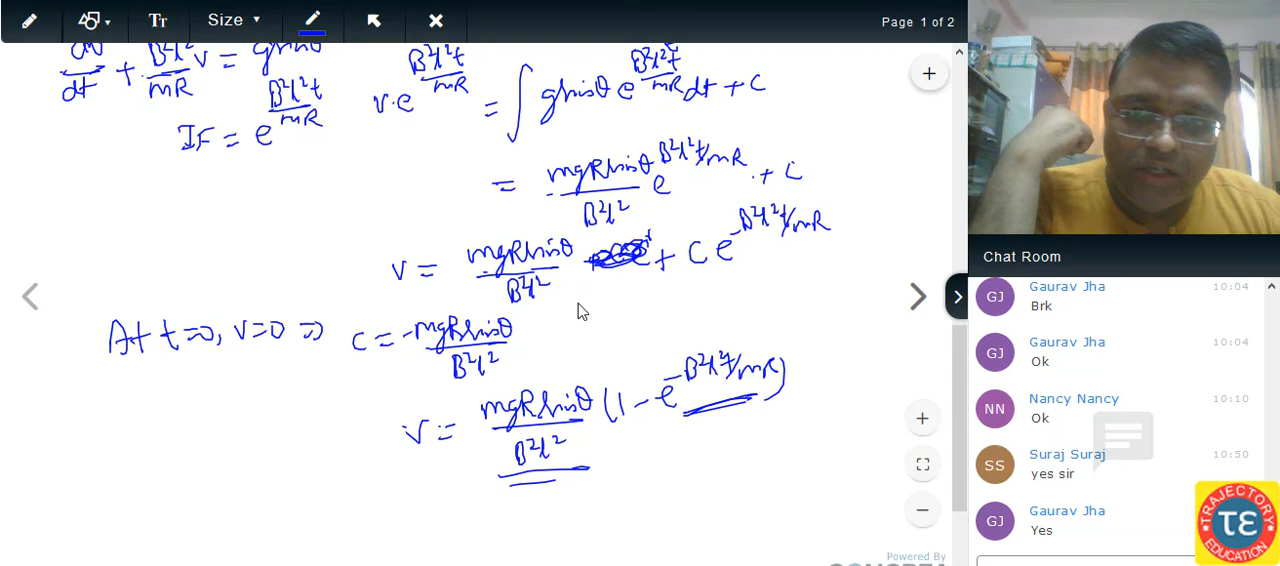 Tт
Size
Page 1 of 2
dv/dt + B²l²/mR v = g sinθ
IF = e^(B²l²t/mR)
v·e^(B²l²t/mR) = ∫ g sinθ e^(B²l²t/mR) dt + C
= mgR sinθ/B²l² e^(B²l²t/mR) + C
v = mgR sinθ/B²l² + C e^(-B²l²t/mR)
At t=0, v=0 ⇒ C = -mgR sinθ/B²l²
v = mgR sinθ/B²l² (1 - e^(-B²l²t/mR))
Powered By
Chat Room
GJ Gaurav Jha 10:04
Brk
GJ Gaurav Jha 10:04
Ok
NN Nancy Nancy 10:10
Ok
SS Suraj Suraj 10:50
yes sir
GJ Gaurav Jha
Yes
TRAJECTORY
TE
EDUCATION